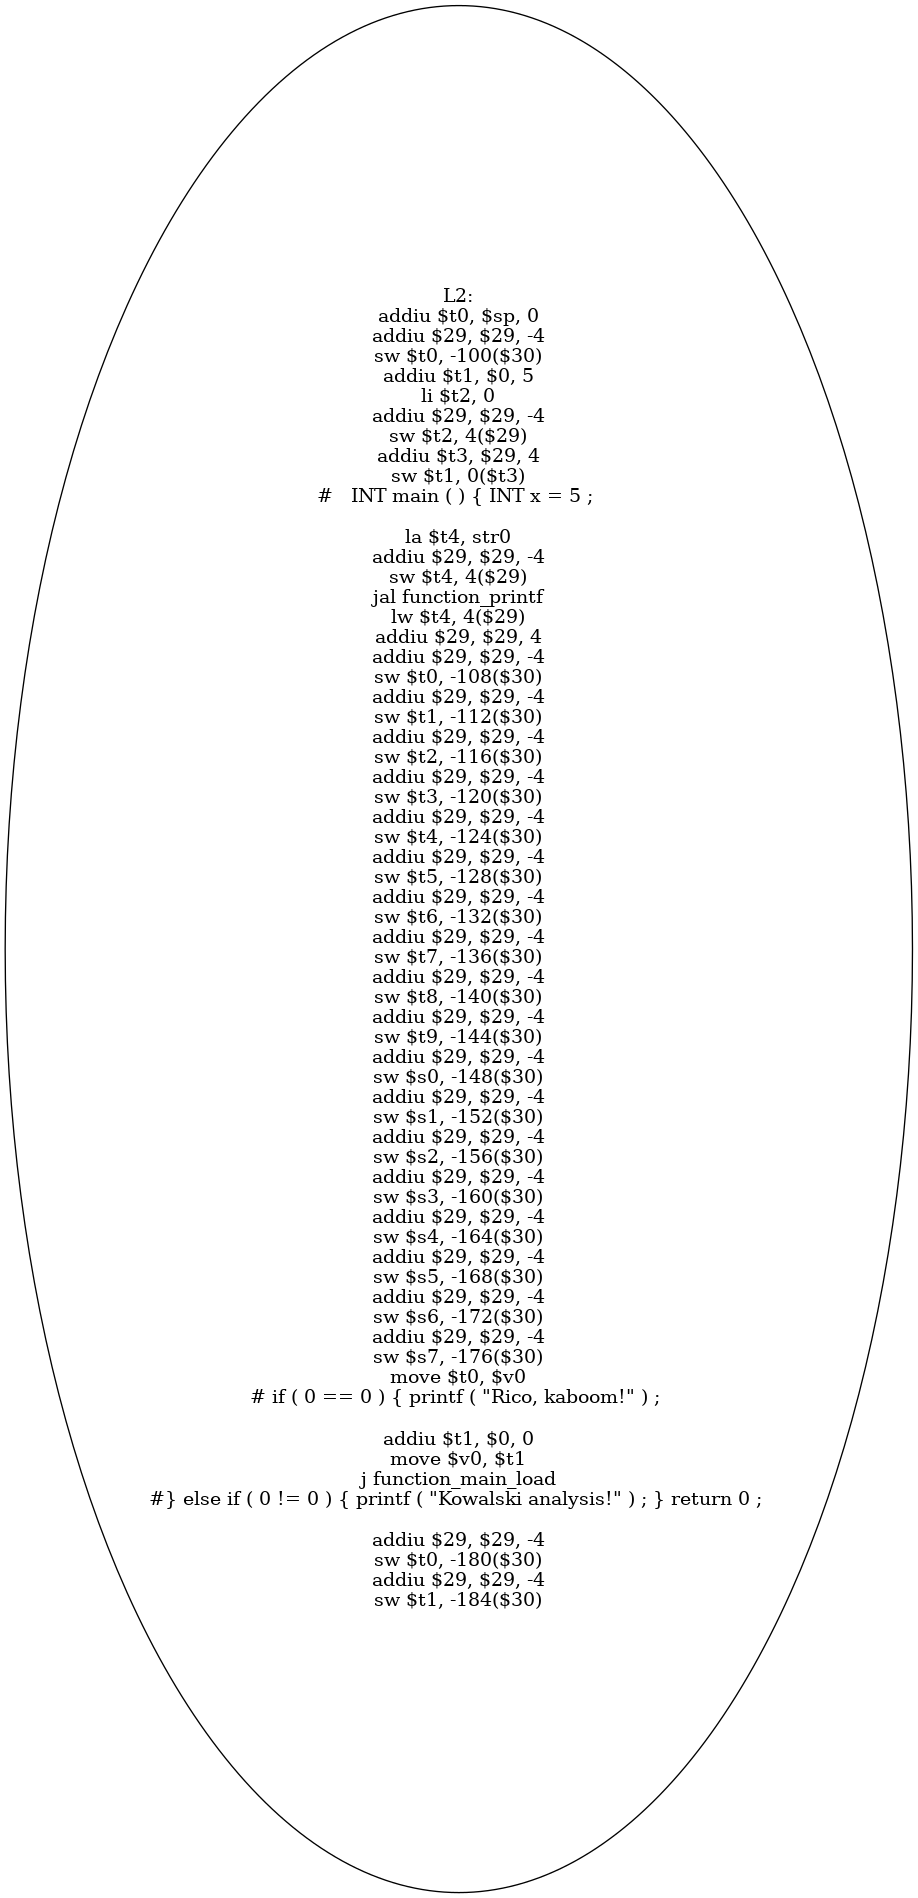 L2:
addiu $t0, $sp, 0
addiu $29, $29, -4
sw $t0, -100($30)
addiu $t1, $0, 5
li $t2, 0
addiu $29, $29, -4
sw $t2, 4($29)
addiu $t3, $29, 4
sw $t1, 0($t3)
#   INT main ( ) { INT x = 5 ;
la $t4, str0
addiu $29, $29, -4
sw $t4, 4($29)
jal function_printf
lw $t4, 4($29)
addiu $29, $29, 4
addiu $29, $29, -4
sw $t0, -108($30)
addiu $29, $29, -4
sw $t1, -112($30)
addiu $29, $29, -4
sw $t2, -116($30)
addiu $29, $29, -4
sw $t3, -120($30)
addiu $29, $29, -4
sw $t4, -124($30)
addiu $29, $29, -4
sw $t5, -128($30)
addiu $29, $29, -4
sw $t6, -132($30)
addiu $29, $29, -4
sw $t7, -136($30)
addiu $29, $29, -4
sw $t8, -140($30)
addiu $29, $29, -4
sw $t9, -144($30)
addiu $29, $29, -4
sw $s0, -148($30)
addiu $29, $29, -4
sw $s1, -152($30)
addiu $29, $29, -4
sw $s2, -156($30)
addiu $29, $29, -4
sw $s3, -160($30)
addiu $29, $29, -4
sw $s4, -164($30)
addiu $29, $29, -4
sw $s5, -168($30)
addiu $29, $29, -4
sw $s6, -172($30)
addiu $29, $29, -4
sw $s7, -176($30)
move $t0, $v0
# if ( 0 == 0 ) { printf ( "Rico, kaboom!" ) ;
addiu $t1, $0, 0
move $v0, $t1
j function_main_load
#} else if ( 0 != 0 ) { printf ( "Kowalski analysis!" ) ; } return 0 ;
addiu $29, $29, -4
sw $t0, -180($30)
addiu $29, $29, -4
sw $t1, -184($30)